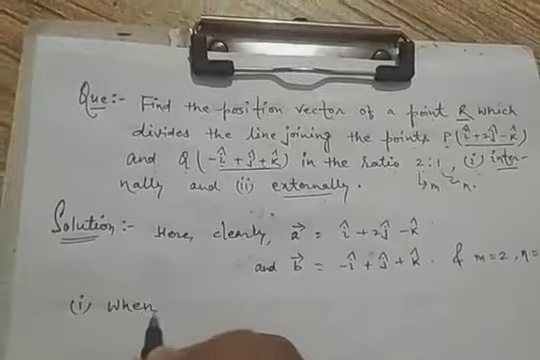 Que:- Find the position vector of a point R which
divides the line joining the points P(î+2ĵ-k̂)
and Q(-î+ĵ+k̂) in the ratio 2:1, (i) inter-
nally and (ii) externally. ↳m ↳n.
Solution:- Here, clearly, a⃗ = î+2ĵ-k̂
and b⃗ = -î+ĵ+k̂. & m=2, n=
(i) When